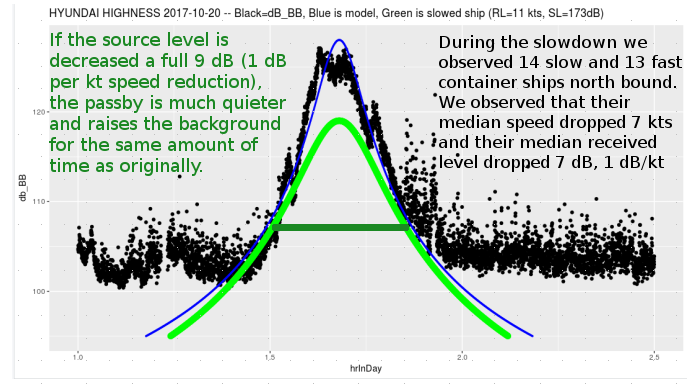 HYUNDAI HIGHNESS 2017-10-20 -- Black=dB_BB, Blue is model, Green is slowed ship (RL=11 kts, SL=173dB)
If the source level is
decreased a full 9 dB (1 dB
per kt speed reduction),
the passby is much quieter
and raises the background
for the same amount of
time as originally.
During the slowdown we
observed 14 slow and 13 fast
container ships north bound.
We observed that their
median speed dropped 7 kts
and their median received
level dropped 7 dB, 1 dB/kt
db_BB
120
110
100
1.0
1.5
2.0
2.5
hrInDay